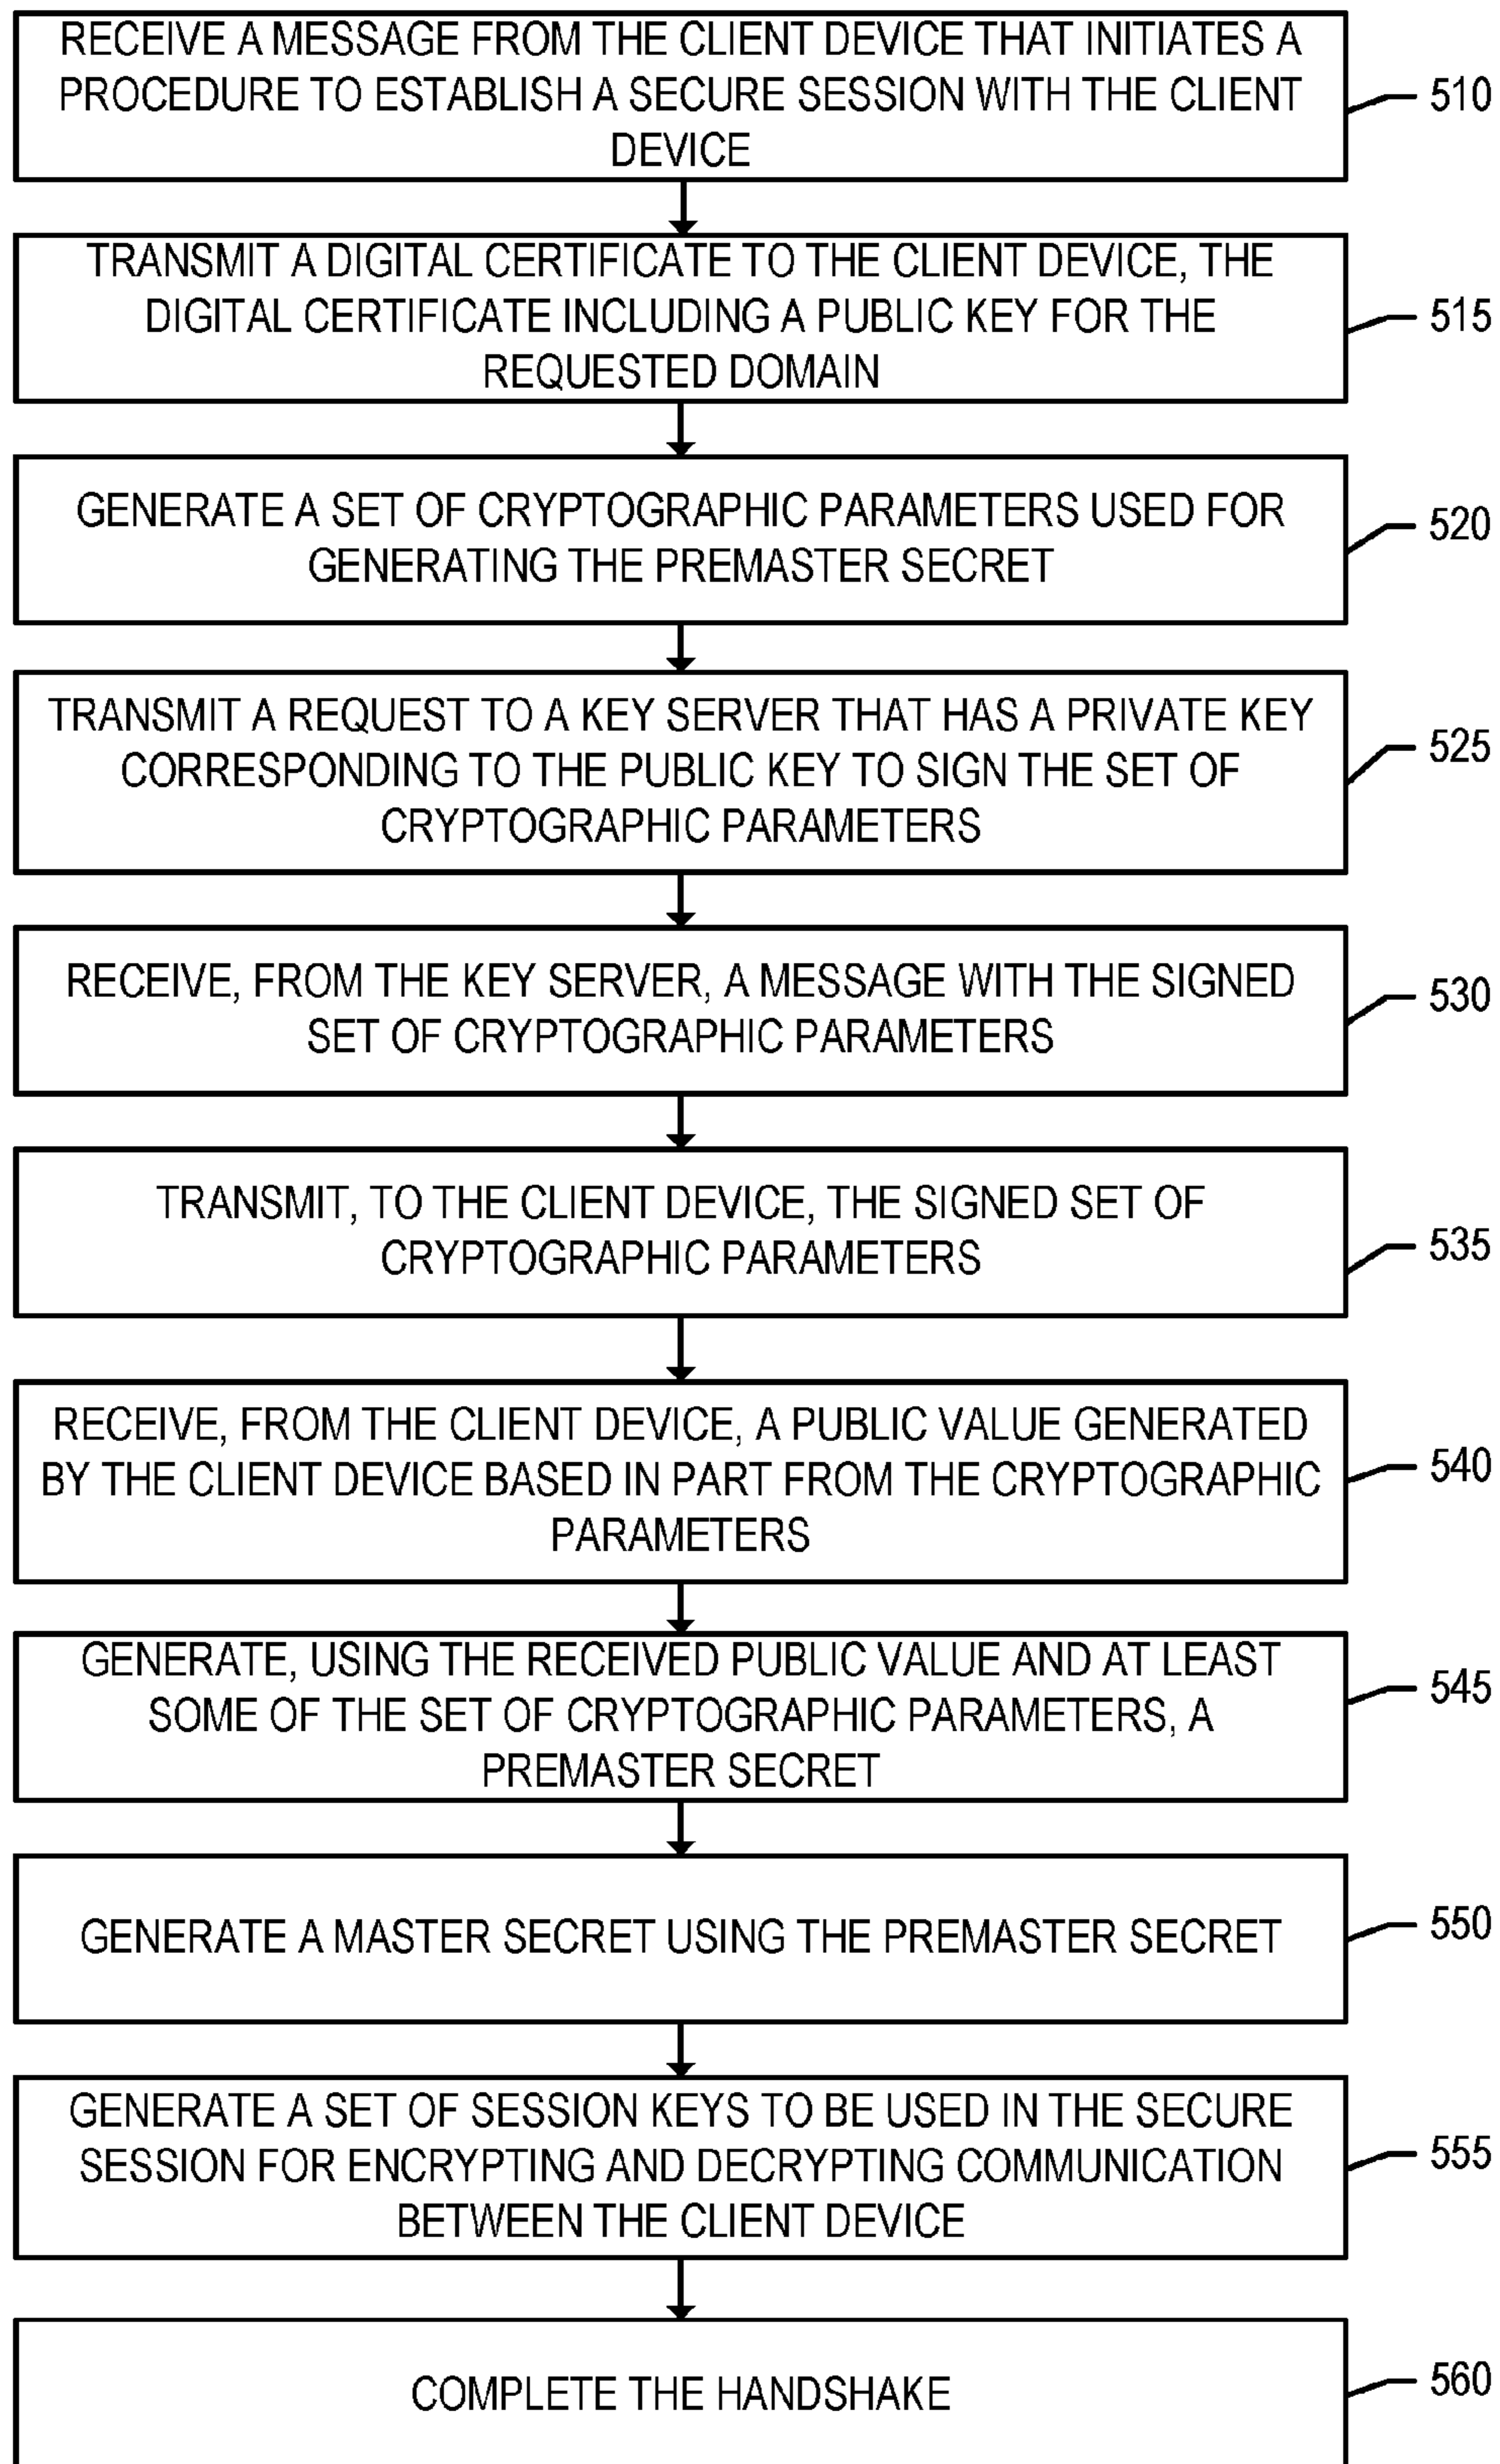 RECEIVE A MESSAGE FROM THE CLIENT DEVICE THAT INITIATES A
PROCEDURE TO ESTABLISH A SECURE SESSION WITH THE CLIENT
DEVICE
510
TRANSMIT A DIGITAL CERTIFICATE TO THE CLIENT DEVICE, THE
DIGITAL CERTIFICATE INCLUDING A PUBLIC KEY FOR THE
REQUESTED DOMAIN
515
GENERATE A SET OF CRYPTOGRAPHIC PARAMETERS USED FOR
GENERATING THE PREMASTER SECRET
520
TRANSMIT A REQUEST TO A KEY SERVER THAT HAS A PRIVATE KEY
CORRESPONDING TO THE PUBLIC KEY TO SIGN THE SET OF
CRYPTOGRAPHIC PARAMETERS
525
RECEIVE, FROM THE KEY SERVER, A MESSAGE WITH THE SIGNED
SET OF CRYPTOGRAPHIC PARAMETERS
530
TRANSMIT, TO THE CLIENT DEVICE, THE SIGNED SET OF
CRYPTOGRAPHIC PARAMETERS
535
RECEIVE, FROM THE CLIENT DEVICE, A PUBLIC VALUE GENERATED
BY THE CLIENT DEVICE BASED IN PART FROM THE CRYPTOGRAPHIC
PARAMETERS
540
GENERATE, USING THE RECEIVED PUBLIC VALUE AND AT LEAST
SOME OF THE SET OF CRYPTOGRAPHIC PARAMETERS, A
PREMASTER SECRET
545
GENERATE A MASTER SECRET USING THE PREMASTER SECRET
550
GENERATE A SET OF SESSION KEYS TO BE USED IN THE SECURE
SESSION FOR ENCRYPTING AND DECRYPTING COMMUNICATION
BETWEEN THE CLIENT DEVICE
555
COMPLETE THE HANDSHAKE
560